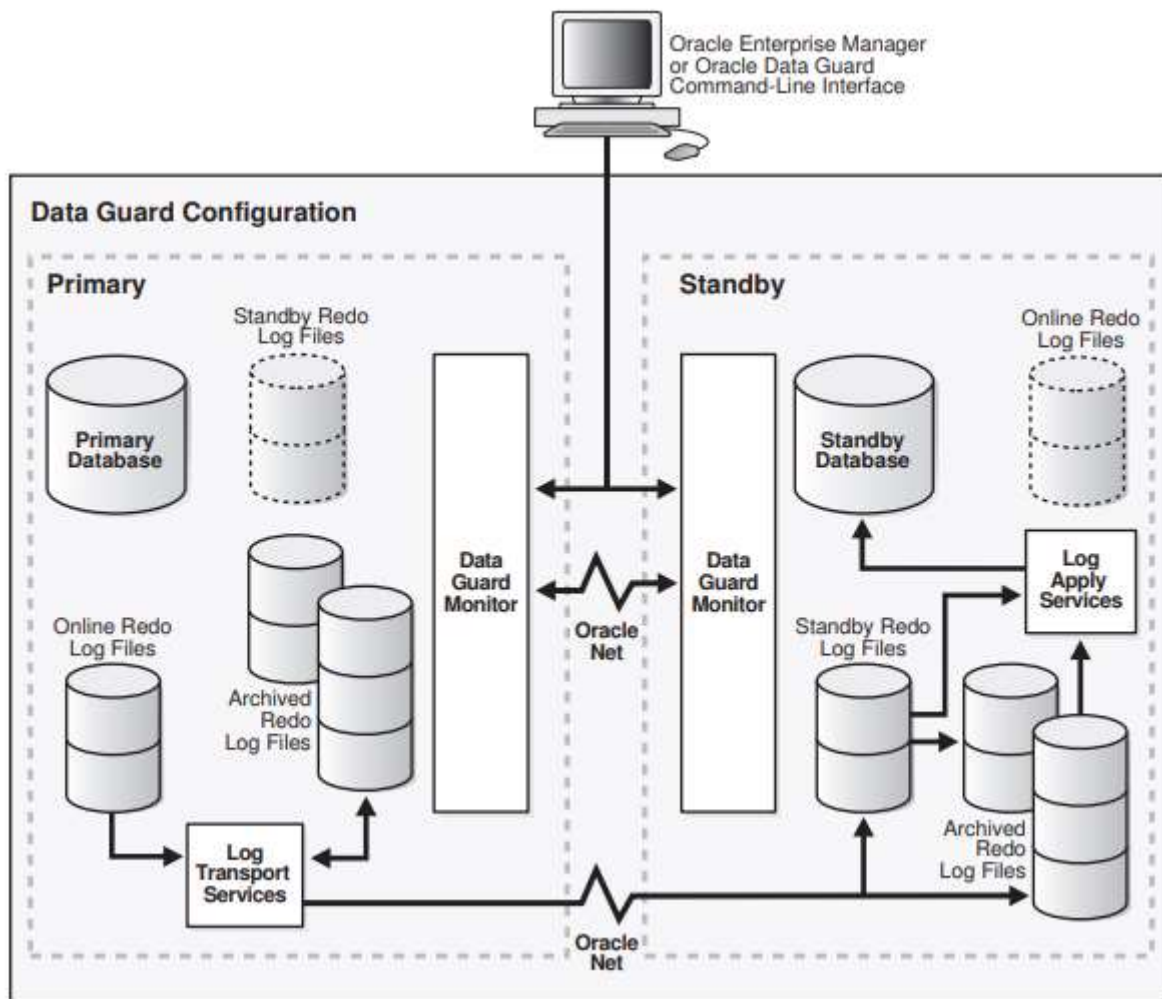 Oracle Enterprise Manager
or Oracle Data Guard
Command-Line Interface
Data Guard Configuration
Primary
Standby Redo
Log Files
Primary
Database
Data
Guard
Monitor
Online Redo
Log Files
Archived
Redo
Log Files
Log
Transport
Services
Oracle
Net
Oracle
Net
Standby
Online Redo
Log Files
Standby
Database
Data
Guard
Monitor
Log
Apply
Services
Standby Redo
Log Files
Archived
Redo
Log Files